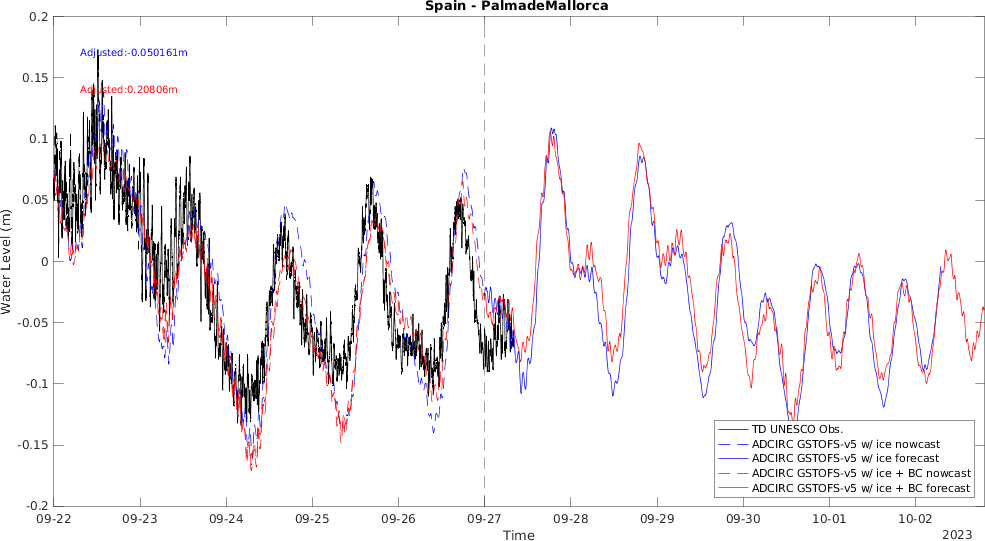 Spain - PalmadeMallorca
Adjusted:-0.050161m
Adjusted:0.20806m
Water Level (m)
0.2
0.15
0.1
0.05
0
-0.05
-0.1
-0.15
-0.2
09-22
09-23
09-24
09-25
09-26
09-27
09-28
09-29
09-30
10-01
10-02
Time
2023
TD UNESCO Obs.
ADCIRC GSTOFS-v5 w/ ice nowcast
ADCIRC GSTOFS-v5 w/ ice forecast
ADCIRC GSTOFS-v5 w/ ice + BC nowcast
ADCIRC GSTOFS-v5 w/ ice + BC forecast